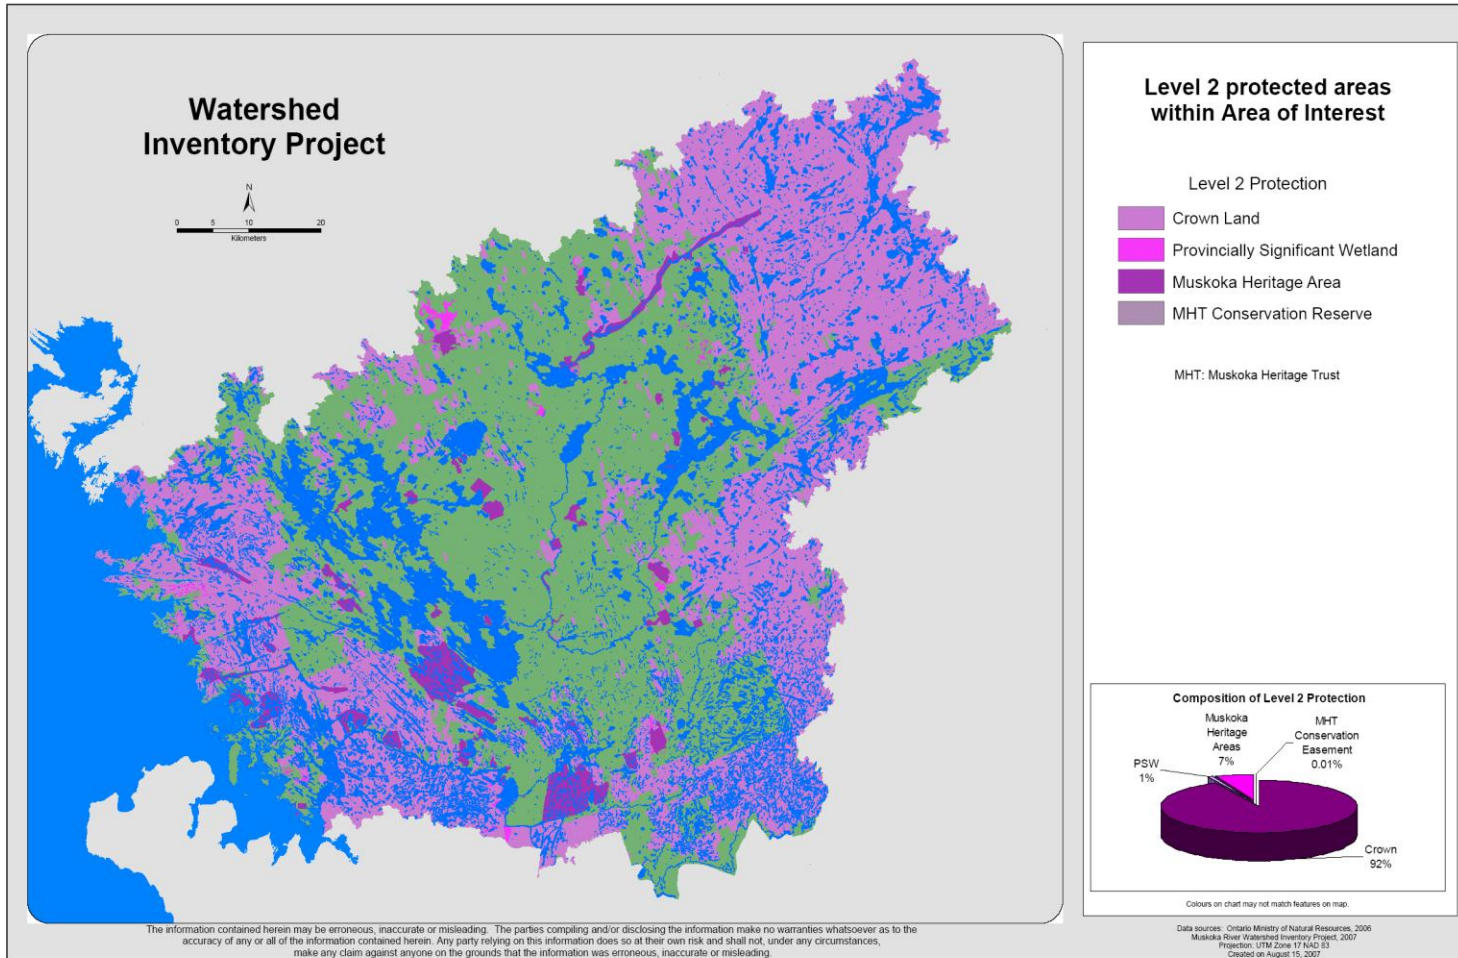 Watershed
Inventory Project
N
0 5 10 20
Kilometers
Level 2 protected areas
within Area of Interest
Level 2 Protection
Crown Land
Provincially Significant Wetland
Muskoka Heritage Area
MHT Conservation Reserve
MHT: Muskoka Heritage Trust
Composition of Level 2 Protection
Muskoka
Heritage
Areas
7%
MHT
Conservation
Easement
0.01%
PSW
1%
Crown
92%
Colours on chart may not match features on map.
The information contained herein may be erroneous, inaccurate or misleading. The parties compiling and/or disclosing the information make no warranties whatsoever as to the
accuracy of any or all of the information contained herein. Any party relying on this information does so at their own risk and shall not, under any circumstances,
make any claim against anyone on the grounds that the information was erroneous, inaccurate or misleading.
Data sources: Ontario Ministry of Natural Resources, 2006
Muskoka River Watershed Inventory Project, 2007
Projection: UTM Zone 17 NAD 83
Created on August 15, 2007